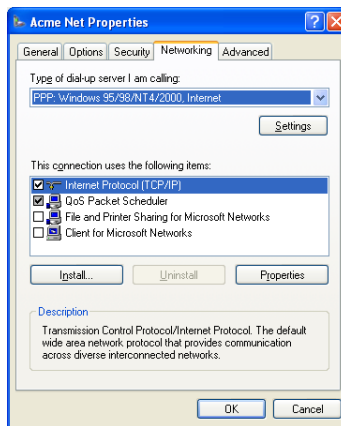 Acme Net Properties
General Options Security Networking Advanced
Type of dial-up server I am calling:
PPP: Windows 95/98/NT4/2000, Internet
Settings
This connection uses the following items:
Internet Protocol (TCP/IP)
QoS Packet Scheduler
File and Printer Sharing for Microsoft Networks
Client for Microsoft Networks
Install... Uninstall Properties
Description
Transmission Control Protocol/Internet Protocol. The default
wide area network protocol that provides communication
across diverse interconnected networks.
OK Cancel